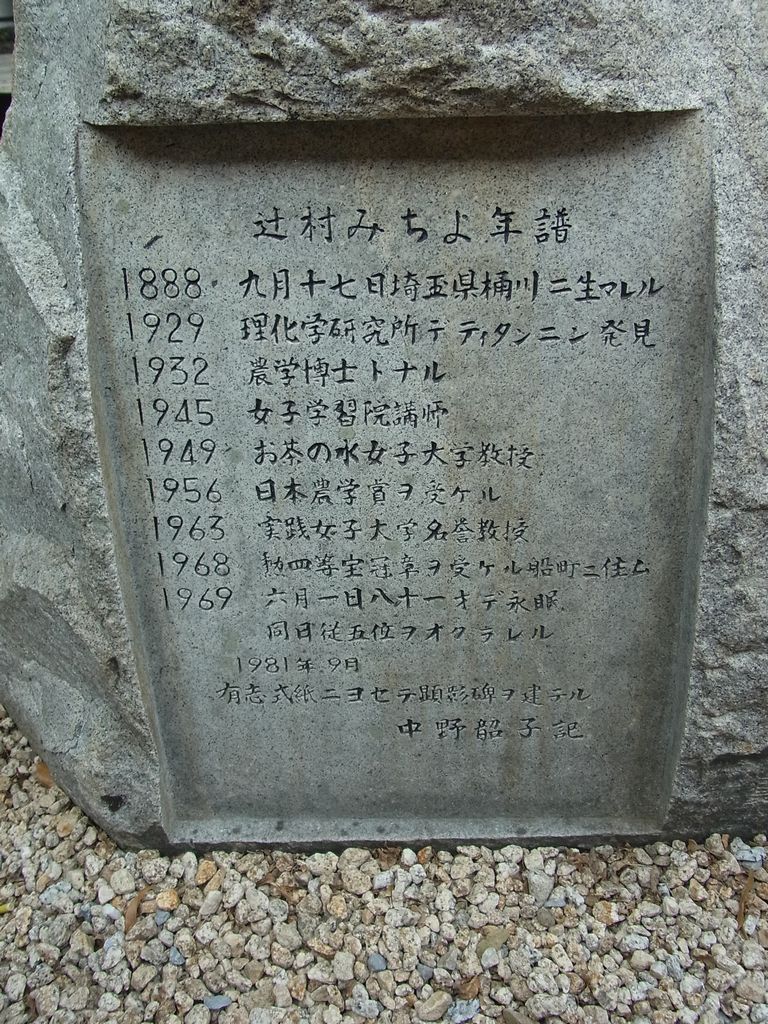 辻村みちよ年譜
1888 九月十七日埼玉県桶川ニ生マレル
1929 理化学研究所デティタンニン発見
1932 農学博士トナル
1945 女子学習院講師
1949 お茶の水女子大学教授
1956 日本農学賞ヲ受ケル
1963 実践女子大学名誉教授
1968 勲四等宝冠章ヲ受ケル船町ニ住ム
1969 六月一日八十一才デ永眠
同日従五位ヲオクラレル
1981年9月
有志式紙ニヨセテ顕彰碑ヲ建テル
中野韶子記